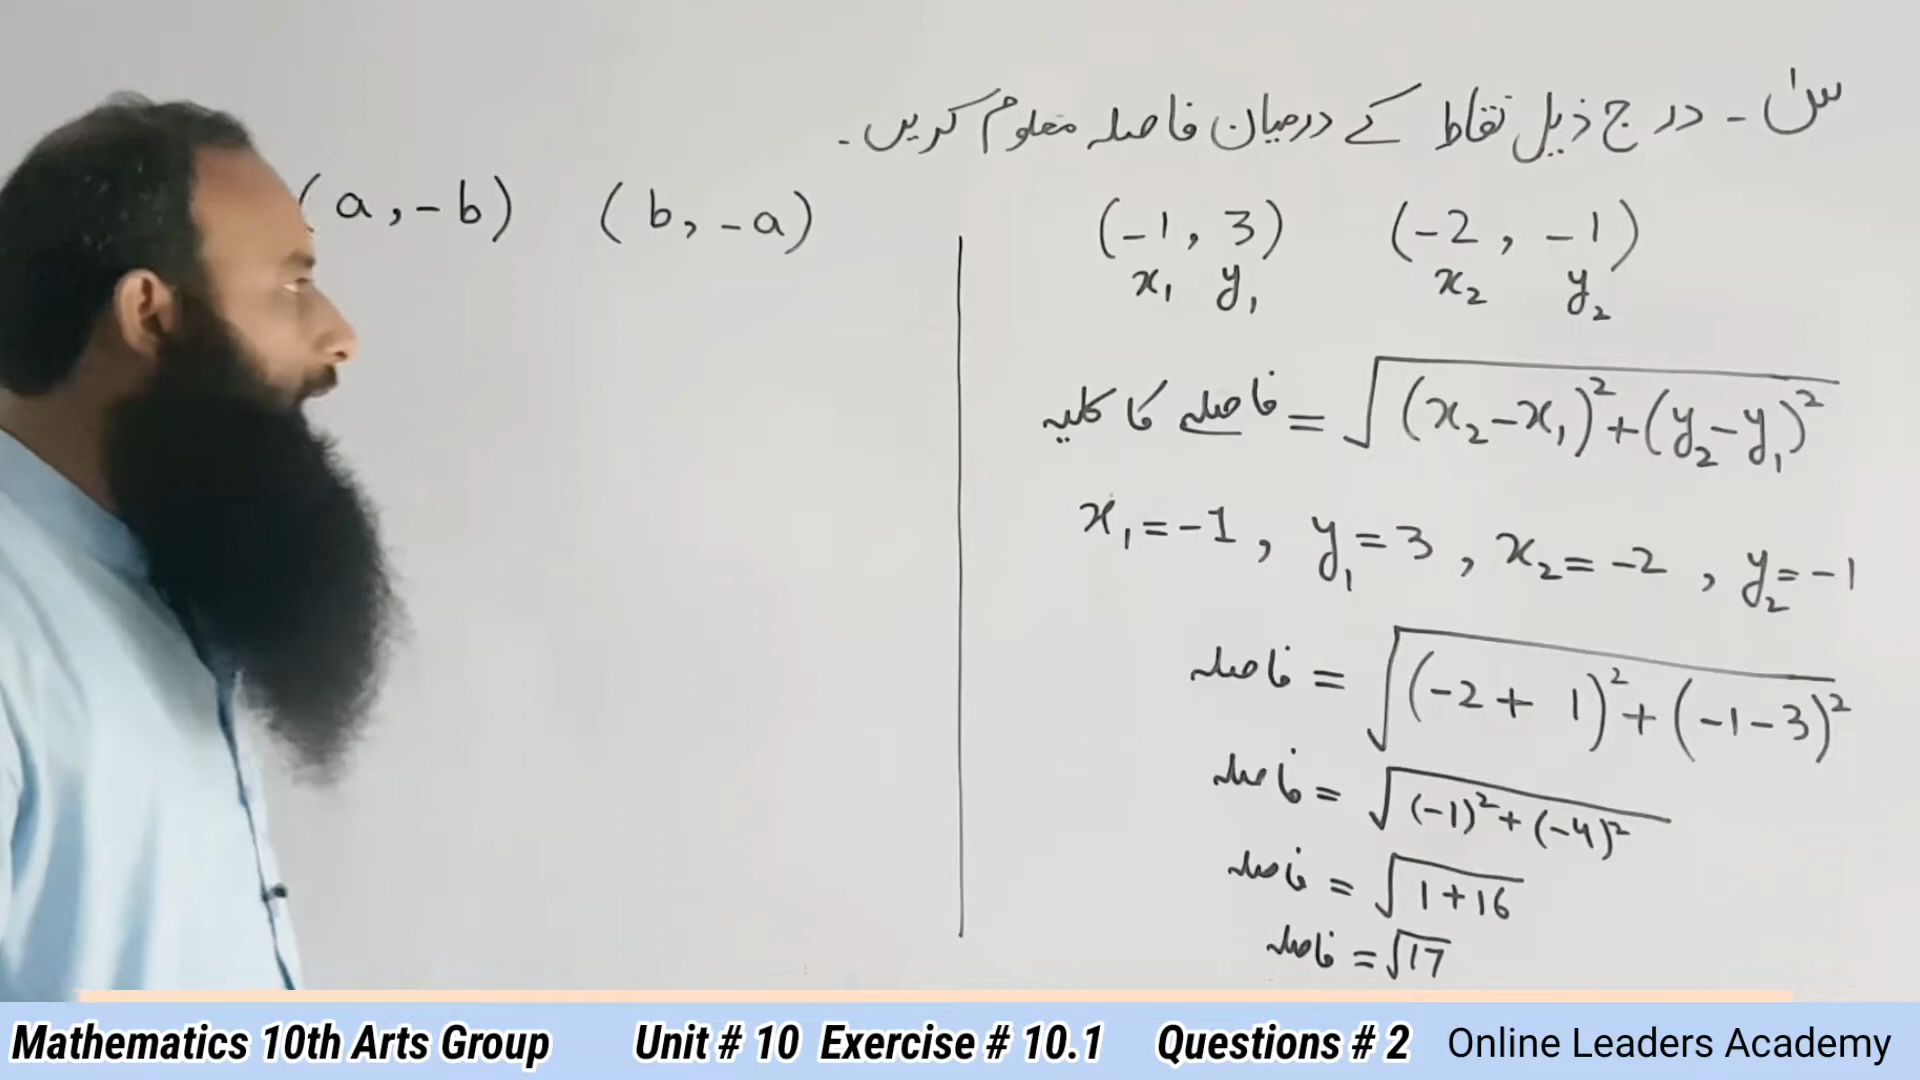 س۲۔ درج ذیل نقاط کے درمیان فاصلہ معلوم کریں۔
(-1, 3) (-2, -1)
x₁ y₁ x₂ y₂
فاصلے کا کلیہ = √(x₂-x₁)²+(y₂-y₁)²
x₁=-1, y₁=3, x₂=-2, y₂=-1
فاصلہ = √(-2+1)²+(-1-3)²
فاصلہ = √(-1)²+(-4)²
فاصلہ = √1+16
فاصلہ = √17
(a, -b) (b, -a)
Mathematics 10th Arts Group Unit # 10 Exercise # 10.1 Questions # 2 Online Leaders Academy